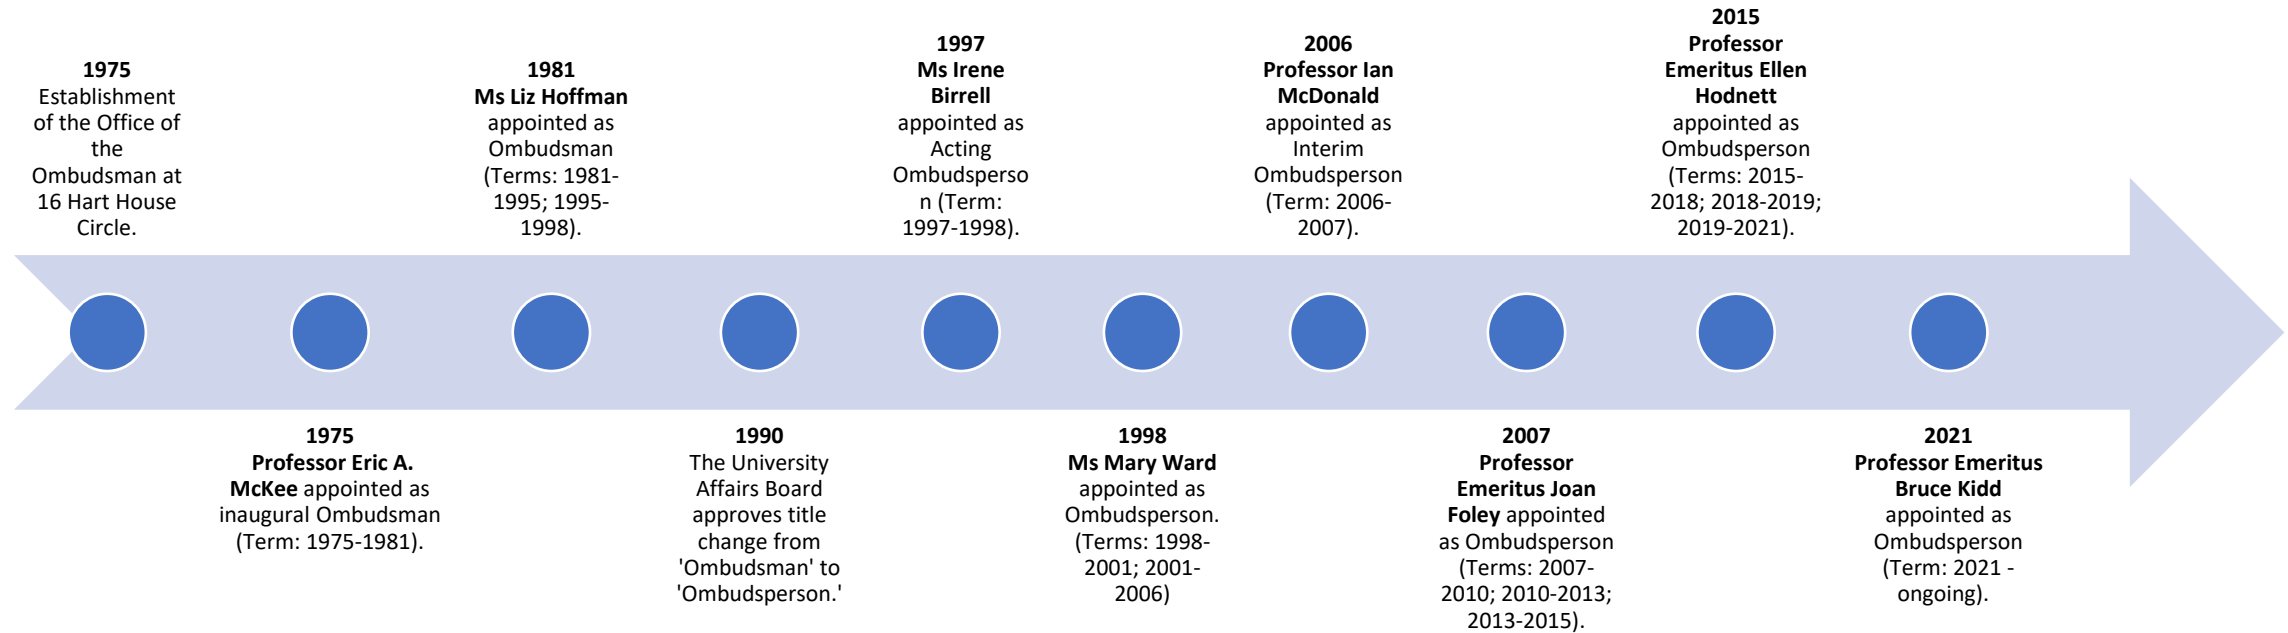 1975
Establishment
of the Office of
the
Ombudsman at
16 Hart House
Circle.
1975
Professor Eric A.
McKee appointed as
inaugural Ombudsman
(Term: 1975-1981).
1981
Ms Liz Hoffman
appointed as
Ombudsman
(Terms: 1981-
1995; 1995-
1998).
1990
The University
Affairs Board
approves title
change from
'Ombudsman' to
'Ombudsperson.'
1997
Ms Irene
Birrell
appointed as
Acting
Ombudsperso
n (Term:
1997-1998).
1998
Ms Mary Ward
appointed as
Ombudsperson.
(Terms: 1998-
2001; 2001-
2006)
2006
Professor Ian
McDonald
appointed as
Interim
Ombudsperson
(Term: 2006-
2007).
2007
Professor
Emeritus Joan
Foley appointed
as Ombudsperson
(Terms: 2007-
2010; 2010-2013;
2013-2015).
2015
Professor
Emeritus Ellen
Hodnett
appointed as
Ombudsperson
(Terms: 2015-
2018; 2018-2019;
2019-2021).
2021
Professor Emeritus
Bruce Kidd
appointed as
Ombudsperson
(Term: 2021 -
ongoing).